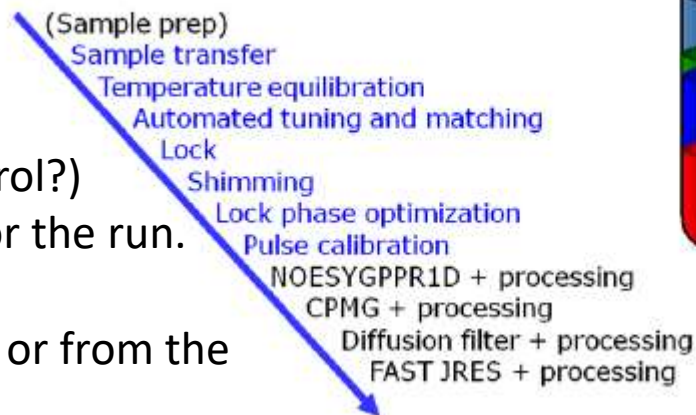 (Sample prep)
Sample transfer
Temperature equilibration
Automated tuning and matching
Lock
Shimming
Lock phase optimization
Pulse calibration
NOESYGPPR1D + processing
CPMG + processing
Diffusion filter + processing
FAST JRES + processing
rol?)
or the run.
or from the